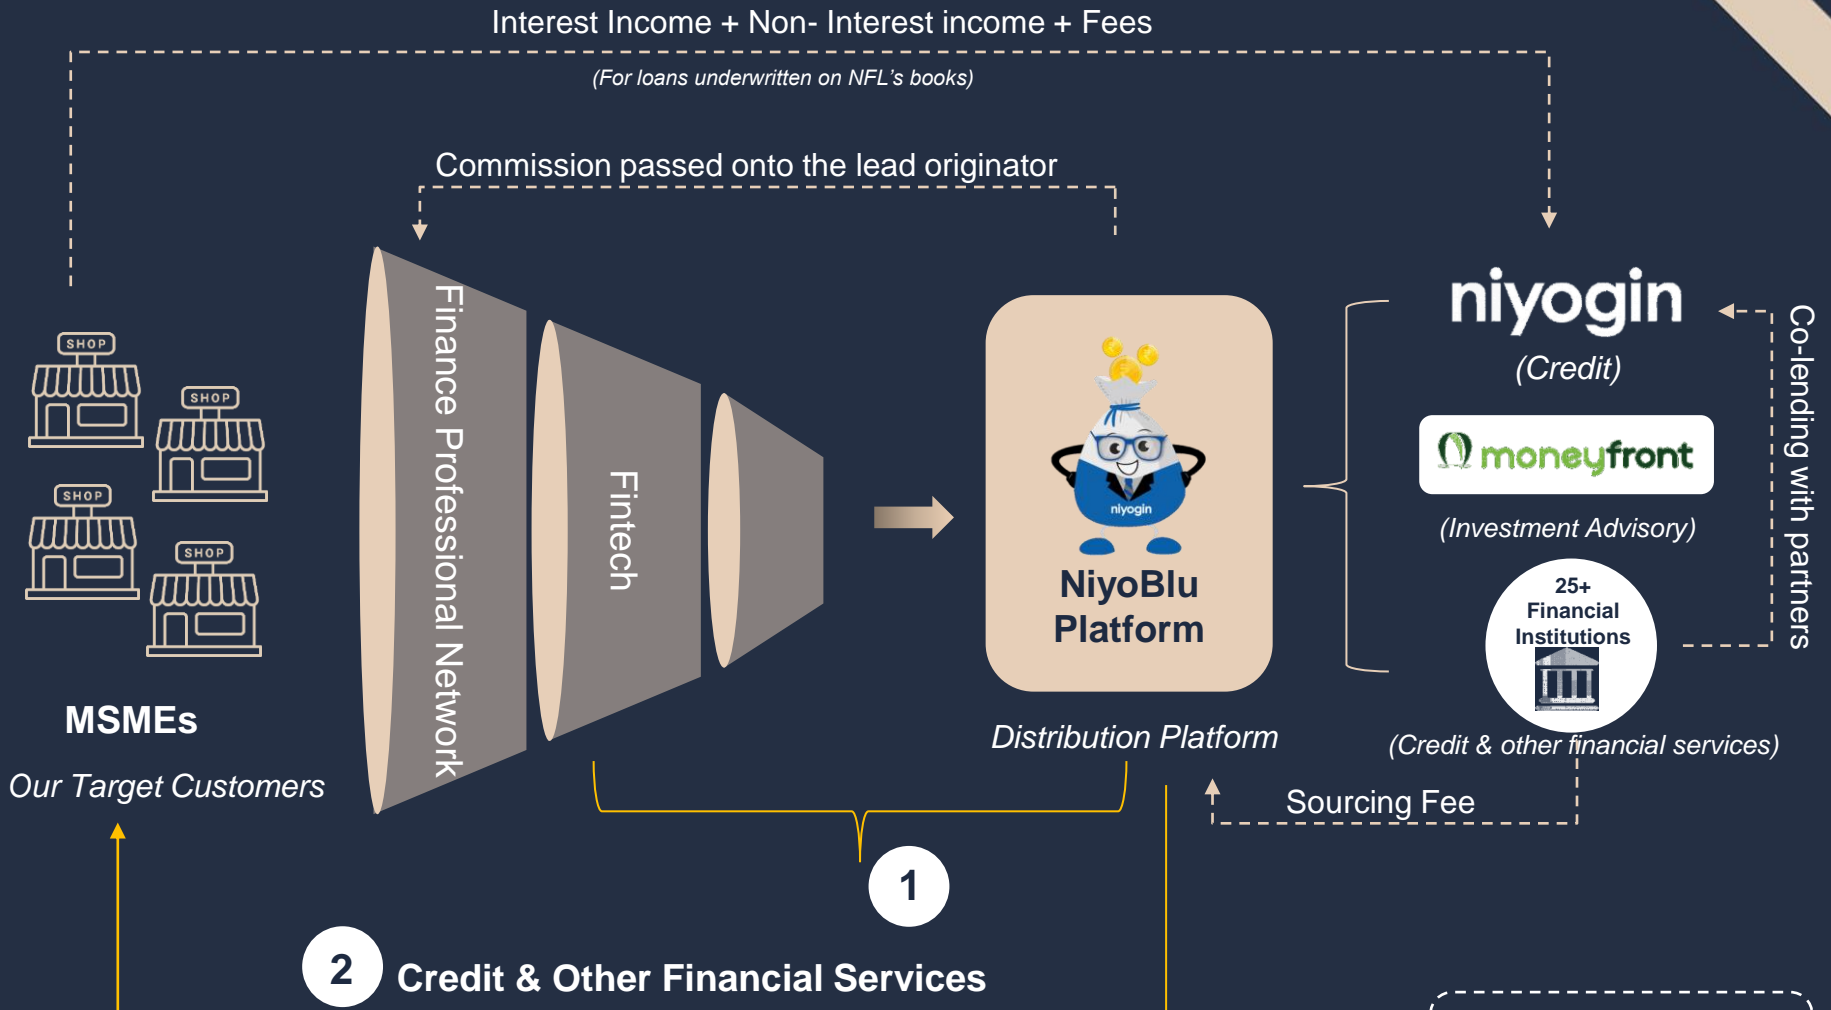 Interest Income + Non- Interest income + Fees
(For loans underwritten on NFL's books)
Commission passed onto the lead originator
SHOP
SHOP
SHOP
SHOP
MSMEs
Our Target Customers
Finance Professional Network
Fintech
niyogin
NiyoBlu
Platform
Distribution Platform
niyogin
(Credit)
moneyfront
(Investment Advisory)
25+
Financial
Institutions
(Credit & other financial services)
Co-lending with partners
Sourcing Fee
1
2
Credit & Other Financial Services